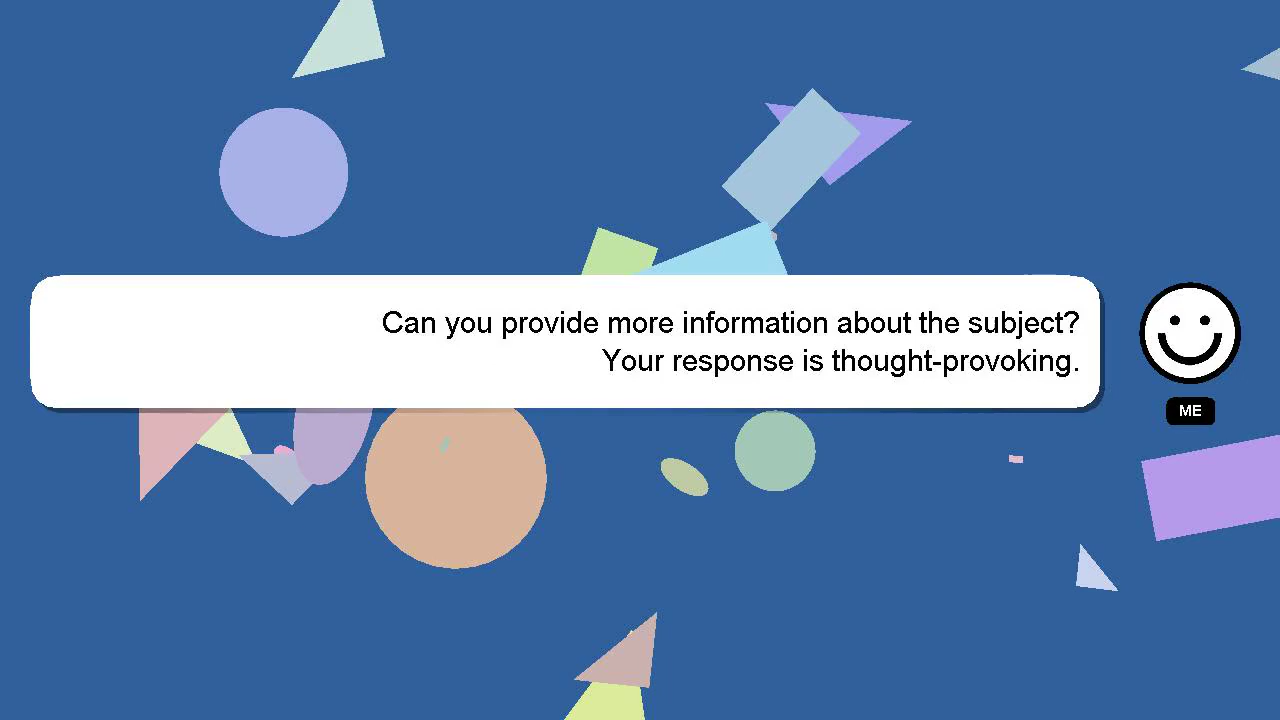 Can you provide more information about the subject?
Your response is thought-provoking.
ME